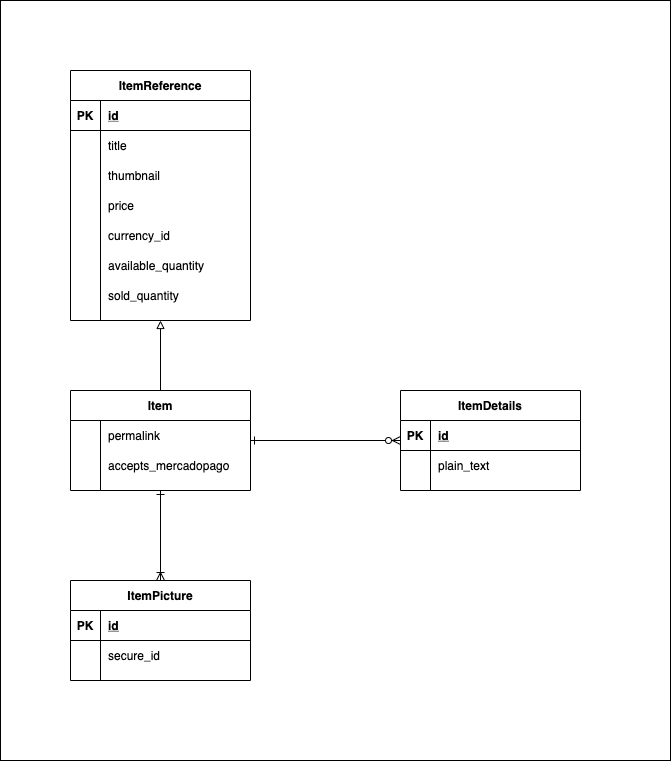 ItemReference
PK id
title
thumbnail
price
currency_id
available_quantity
sold_quantity
Item
permalink
accepts_mercadopago
ItemDetails
PK id
plain_text
ItemPicture
PK id
secure_id